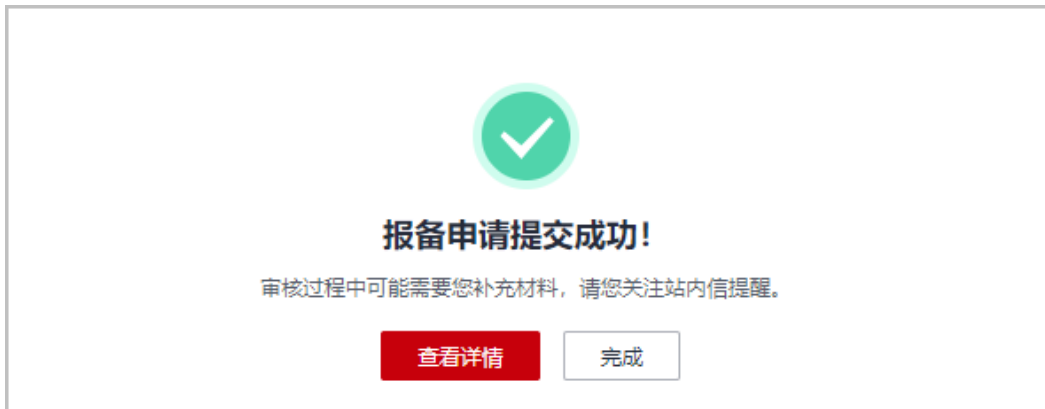 报备申请提交成功！
审核过程中可能需要您补充材料，请您关注站内信提醒。
查看详情 完成